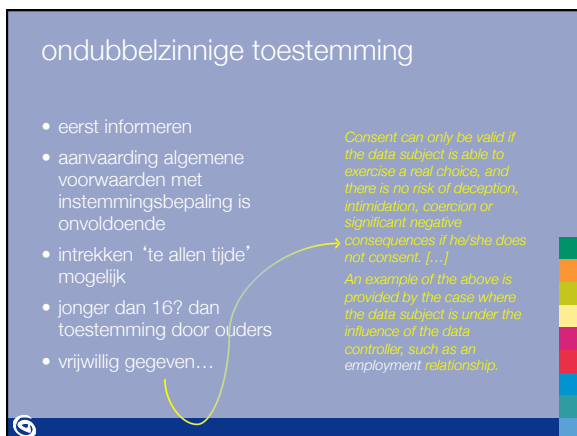 ondubbelzinnige toestemming
• eerst informeren
• aanvaarding algemene
voorwaarden met
instemmingsbepaling is
onvoldoende
• intrekken ‘te allen tijde’
mogelijk
• jonger dan 16? dan
toestemming door ouders
• vrijwillig gegeven…
Consent can only be valid if
the data subject is able to
exercise a real choice, and
there is no risk of deception,
intimidation, coercion or
significant negative
consequences if he/she does
not consent. […]
An example of the above is
provided by the case where
the data subject is under the
influence of the data
controller, such as an
employment relationship.